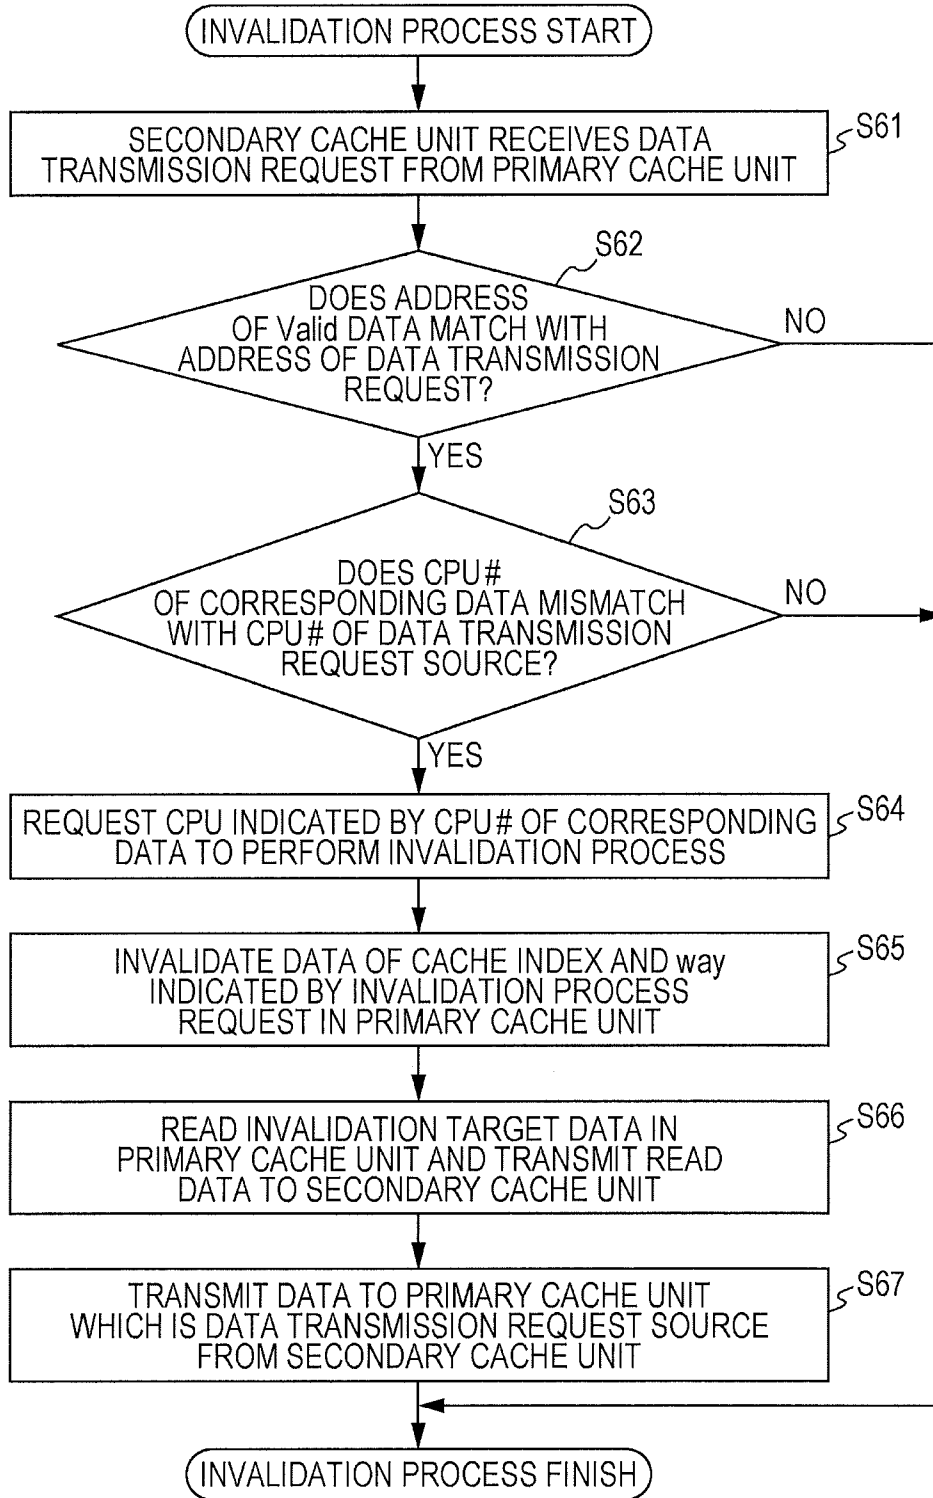 INVALIDATION PROCESS START
SECONDARY CACHE UNIT RECEIVES DATA
TRANSMISSION REQUEST FROM PRIMARY CACHE UNIT
S61
S62
DOES ADDRESS
OF Valid DATA MATCH WITH
ADDRESS OF DATA TRANSMISSION
REQUEST?
NO
YES
S63
DOES CPU#
OF CORRESPONDING DATA MISMATCH
WITH CPU# OF DATA TRANSMISSION
REQUEST SOURCE?
NO
YES
REQUEST CPU INDICATED BY CPU# OF CORRESPONDING
DATA TO PERFORM INVALIDATION PROCESS
S64
INVALIDATE DATA OF CACHE INDEX AND way
INDICATED BY INVALIDATION PROCESS
REQUEST IN PRIMARY CACHE UNIT
S65
READ INVALIDATION TARGET DATA IN
PRIMARY CACHE UNIT AND TRANSMIT READ
DATA TO SECONDARY CACHE UNIT
S66
TRANSMIT DATA TO PRIMARY CACHE UNIT
WHICH IS DATA TRANSMISSION REQUEST SOURCE
FROM SECONDARY CACHE UNIT
S67
INVALIDATION PROCESS FINISH